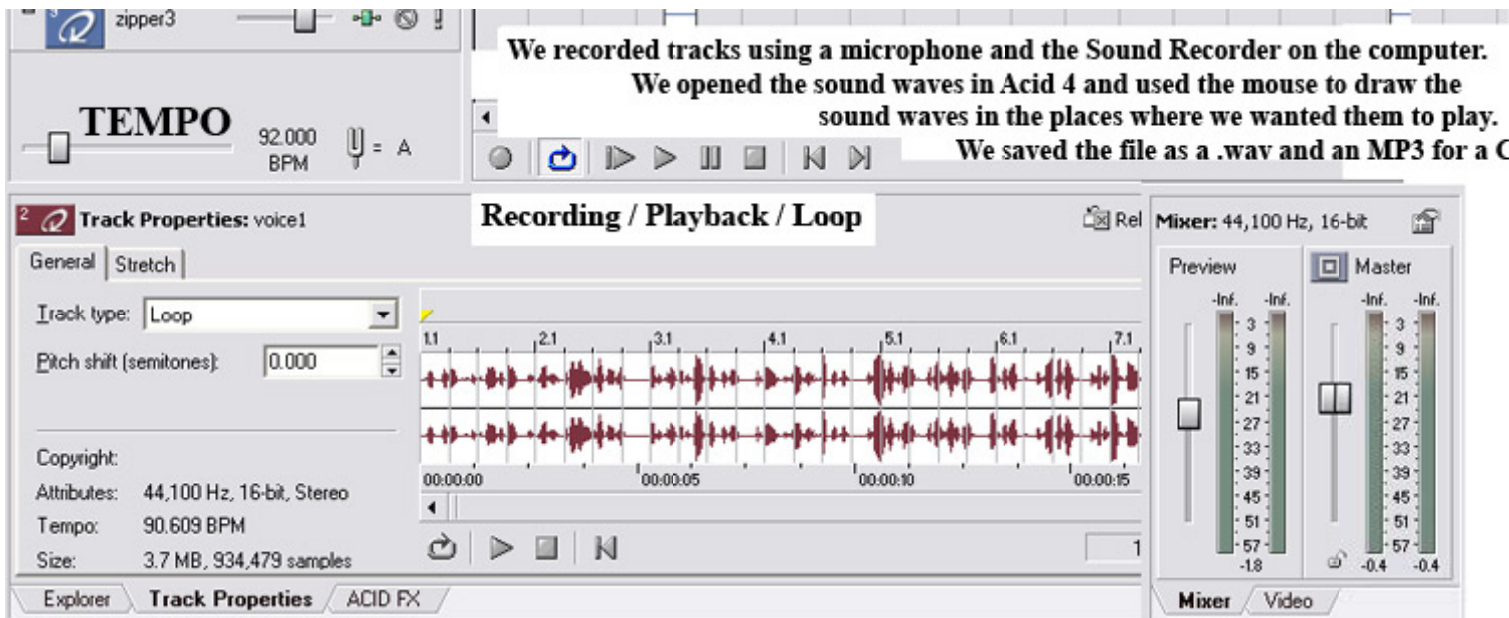 zipper3
We recorded tracks using a microphone and the Sound Recorder on the computer.
We opened the sound waves in Acid 4 and used the mouse to draw the
sound waves in the places where we wanted them to play.
We saved the file as a .wav and an MP3 for a
TEMPO
92.000
BPM
= A
2 Track Properties: voice1
Recording / Playback / Loop
Mixer: 44,100 Hz, 16-bit
General Stretch
Preview Master
Track type: Loop
-Inf. -Inf. -Inf. -Inf.
Pitch shift (semitones): 0.000
1.1 2.1 3.1 4.1 5.1 6.1 7.1
3 3
9 9
15 15
21 21
27 27
33 33
39 39
45 45
51 51
57 57
-1.8 -0.4 -0.4
00:00:00 00:00:05 00:00:10 00:00:15
Copyright:
Attributes: 44,100 Hz, 16-bit, Stereo
Tempo: 90.609 BPM
Size: 3.7 MB, 934,479 samples
1
Explorer Track Properties ACID FX
Mixer Video